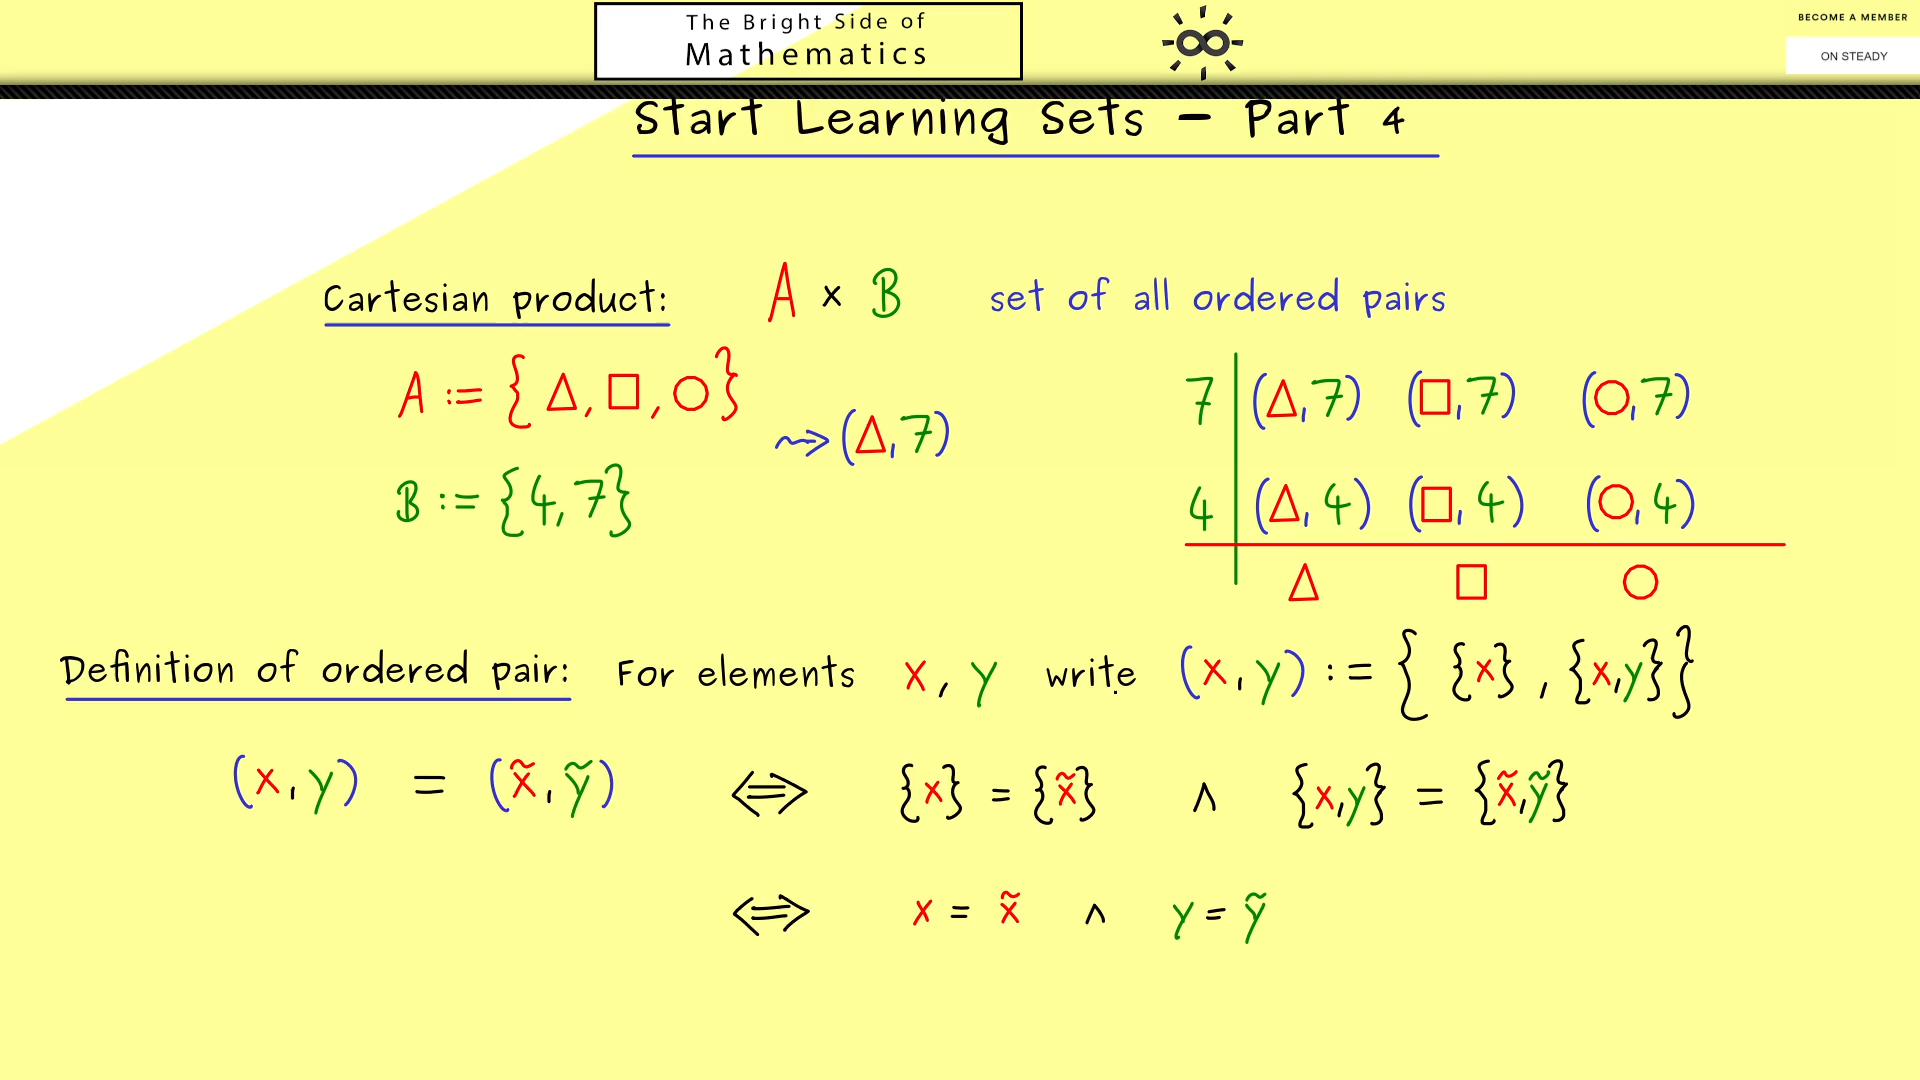 The Bright Side of
Mathematics
BECOME A MEMBER
ON STEADY
Start Learning Sets - Part 4
Cartesian product: A × B set of all ordered pairs
A := { △, □, ○ }
⇝ (△, 7)
B := {4, 7}
7 (△, 7) (□, 7) (○, 7)
4 (△, 4) (□, 4) (○, 4)
△ □ ○
Definition of ordered pair: For elements x, y write (x, y) := { {x} , {x,y} }
(x, y) = (x̃, ỹ) ⟺ {x} = {x̃} ∧ {x,y} = {x̃,ỹ}
⟺ x = x̃ ∧ y = ỹ